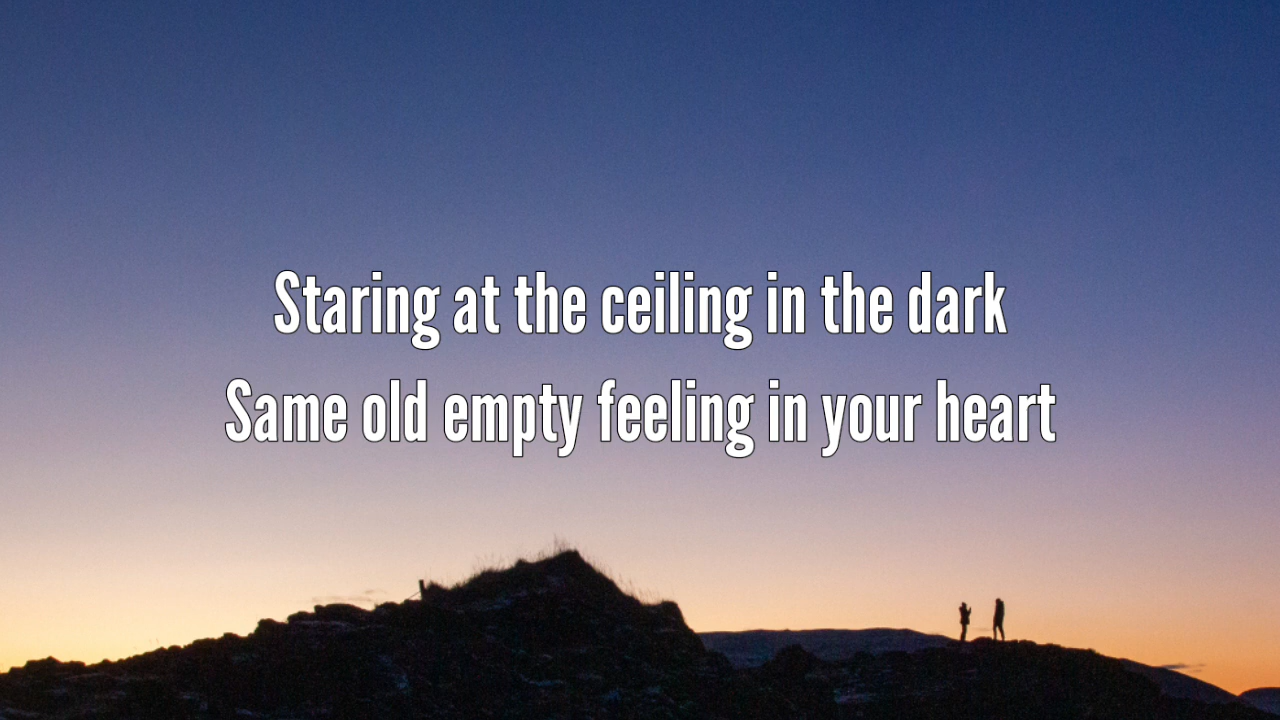 Staring at the ceiling in the dark
Same old empty feeling in your heart